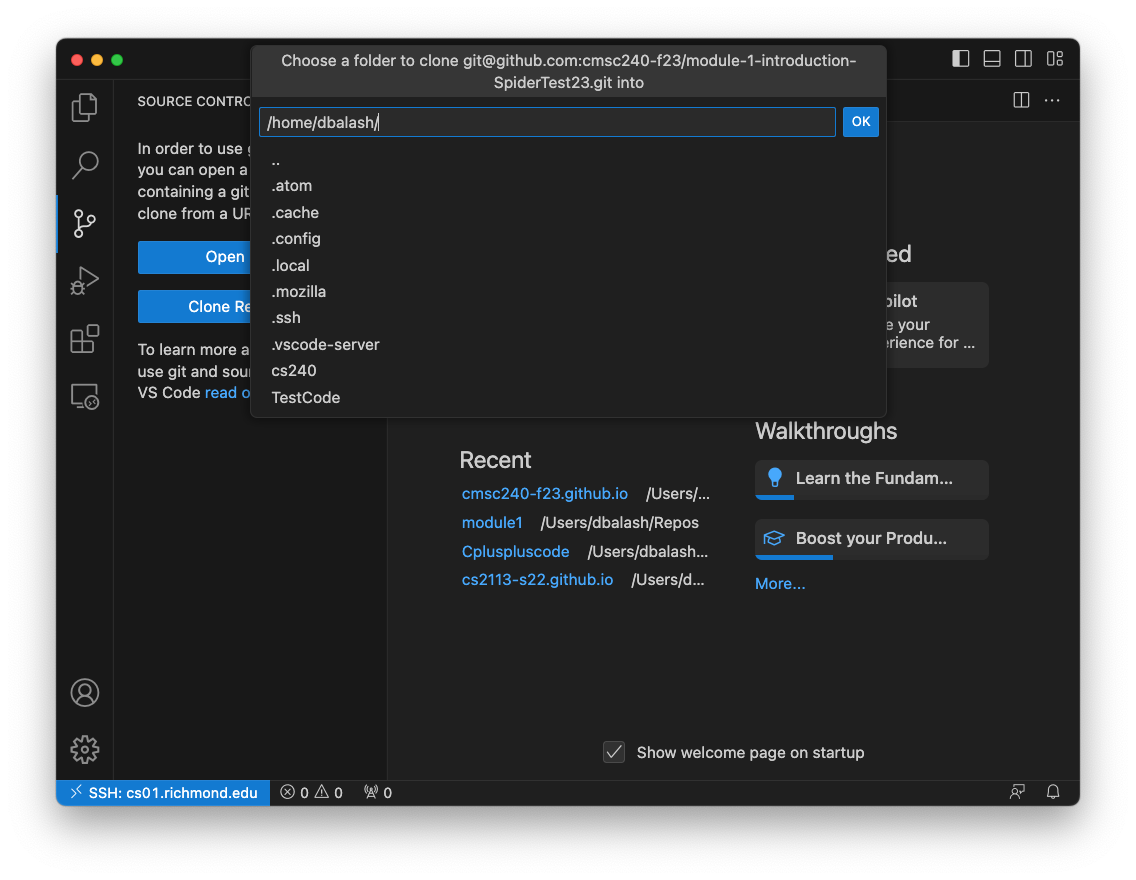 Choose a folder to clone git@github.com:cmsc240-f23/module-1-introduction-
SpiderTest23.git into
/home/dbalash/
OK
..
.atom
.cache
.config
.local
.mozilla
.ssh
.vscode-server
cs240
TestCode
SOURCE CONTRO
In order to use g
you can open a
containing a git
clone from a UR
Open
Clone Re
To learn more a
use git and sour
VS Code read o
ed
pilot
e your
erience for ...
Recent
cmsc240-f23.github.io /Users/...
module1 /Users/dbalash/Repos
Cpluspluscode /Users/dbalash...
cs2113-s22.github.io /Users/d...
Walkthroughs
Learn the Fundam...
Boost your Produ...
More...
Show welcome page on startup
SSH: cs01.richmond.edu
0 0 0